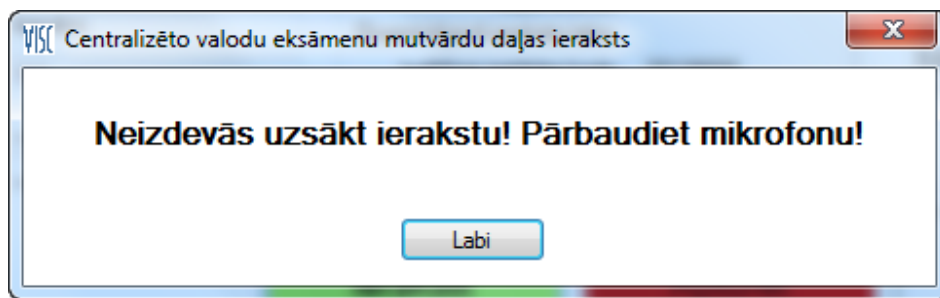 VISC Centralizēto valodu eksāmenu mutvārdu daļas ieraksts
Neizdevās uzsākt ierakstu! Pārbaudiet mikrofonu!
Labi